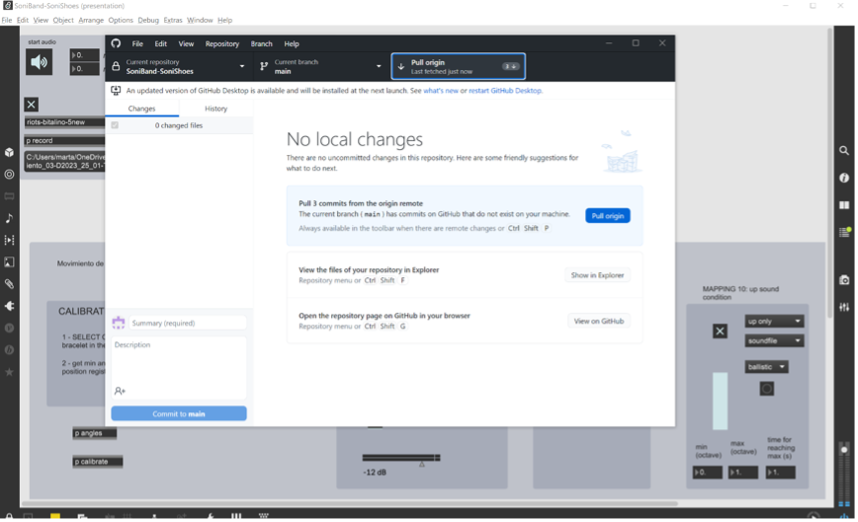 SoniBand-SoniShoes (presentation)
File Edit View Object Arrange Options Debug Extras Window Help
start audio
0.
0.
riots-bitalino-5new
p record
C:/Users/marta/OneDrive
iento_03-D2023_25_01-
File Edit View Repository Branch Help
Current repository
SoniBand-SoniShoes
Current branch
main
Pull origin
Last fetched just now
3
An updated version of GitHub Desktop is available and will be installed at the next launch. See what's new or restart GitHub Desktop.
Changes
History
0 changed files
No local changes
There are no uncommitted changes in this repository. Here are some friendly suggestions for
what to do next.
Pull 3 commits from the origin remote
The current branch (main) has commits on GitHub that do not exist on your machine.
Always available in the toolbar when there are remote changes or Ctrl Shift P
Pull origin
View the files of your repository in Explorer
Repository menu or Ctrl Shift F
Show in Explorer
Open the repository page on GitHub in your browser
Repository menu or Ctrl Shift G
View on GitHub
Summary (required)
Description
Commit to main
Movimiento de
CALIBRAT
1 - SELECT
bracelet in the
2 - get min an
position regis
p angles
p calibrate
-12 dB
MAPPING 10: up sound
condition
up only
soundfile
ballistic
min
(octave)
max
(octave)
time for
reaching
max (s)
0.
1.
1.